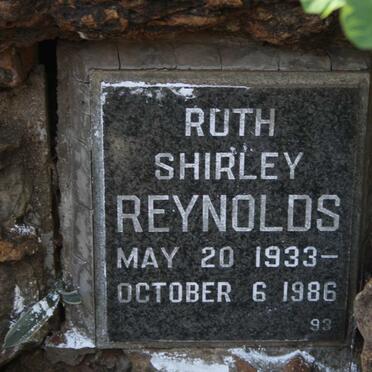 RUTH
SHIRLEY
REYNOLDS
MAY 20 1933-
OCTOBER 6 1986
93